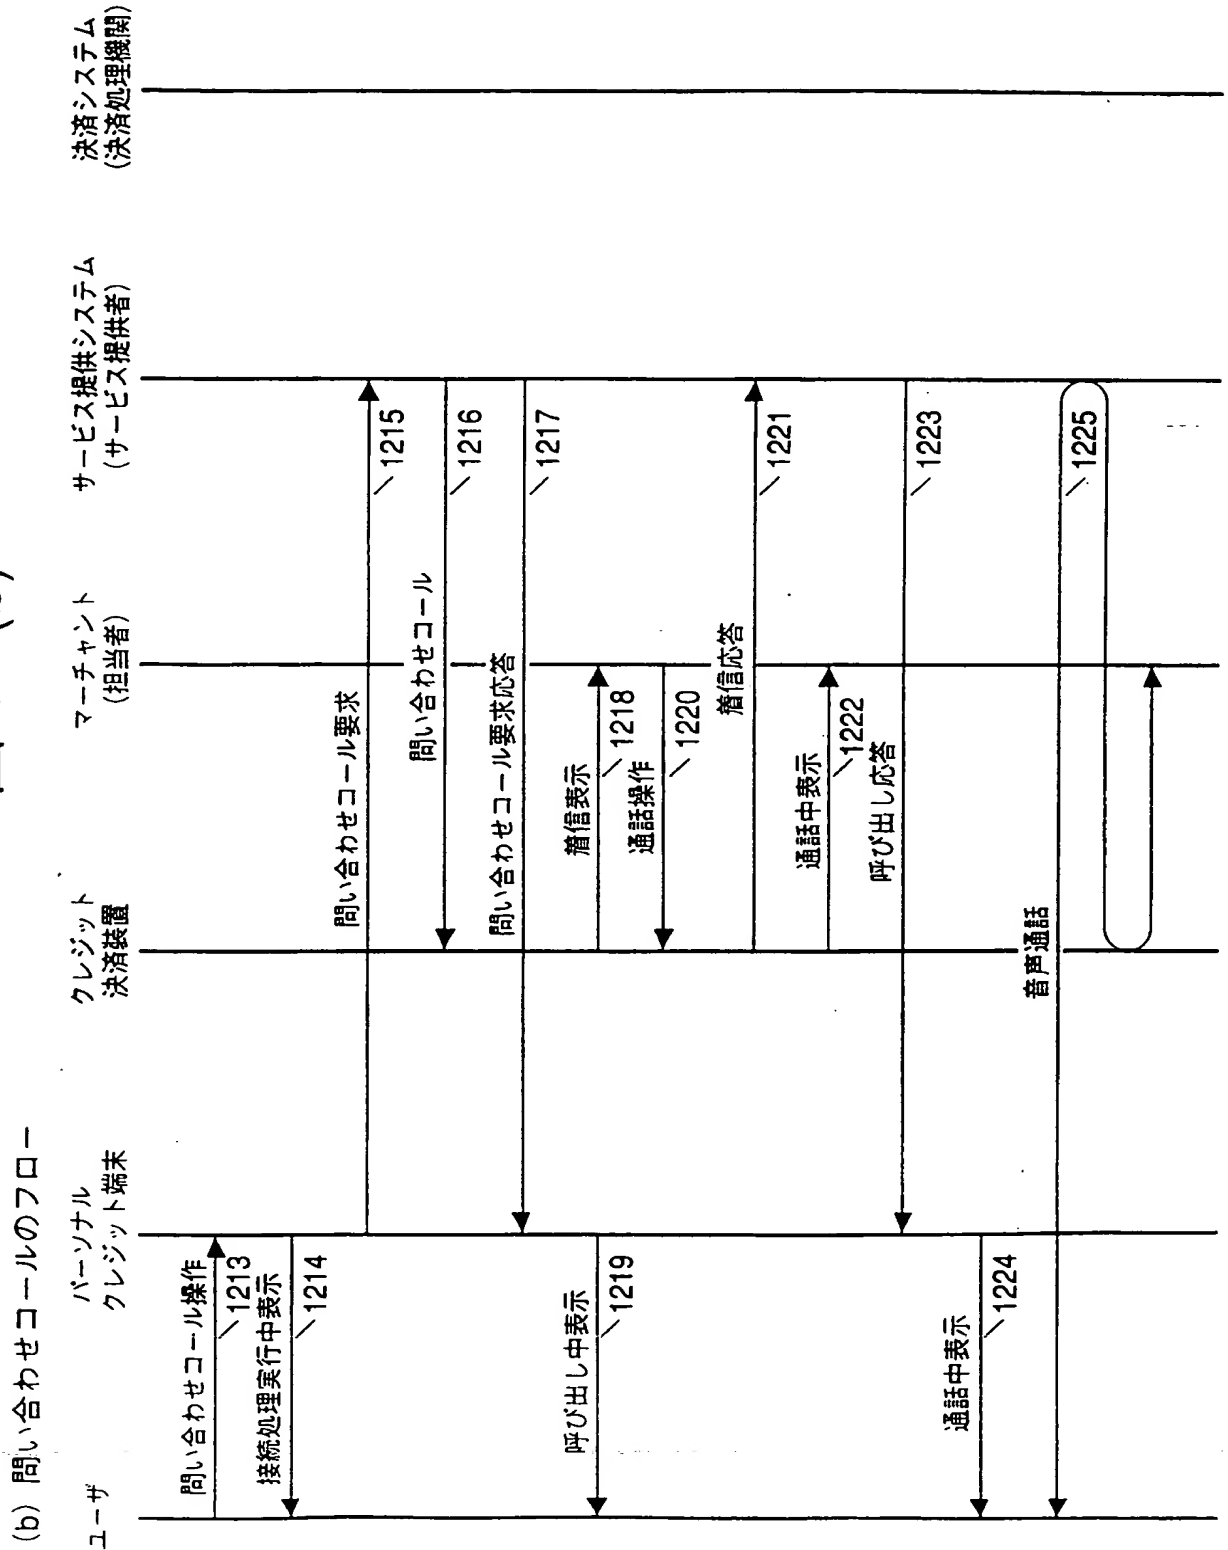 (b) 問い合わせコールのフロー
ユーザ
パーソナル
クレジット端末
クレジット
決済装置
マーチャント
(担当者)
サービス提供システム
(サービス提供者)
決済システム
(決済処理機関)
問い合わせコール操作
1213
接続処理実行中表示
1214
問い合わせコール要求
1215
問い合わせコール
1216
問い合わせコール要求応答
1217
着信表示
1218
呼び出し中表示
1219
通話操作
1220
着信応答
1221
通話中表示
1222
呼び出し応答
1223
通話中表示
1224
音声通話
1225